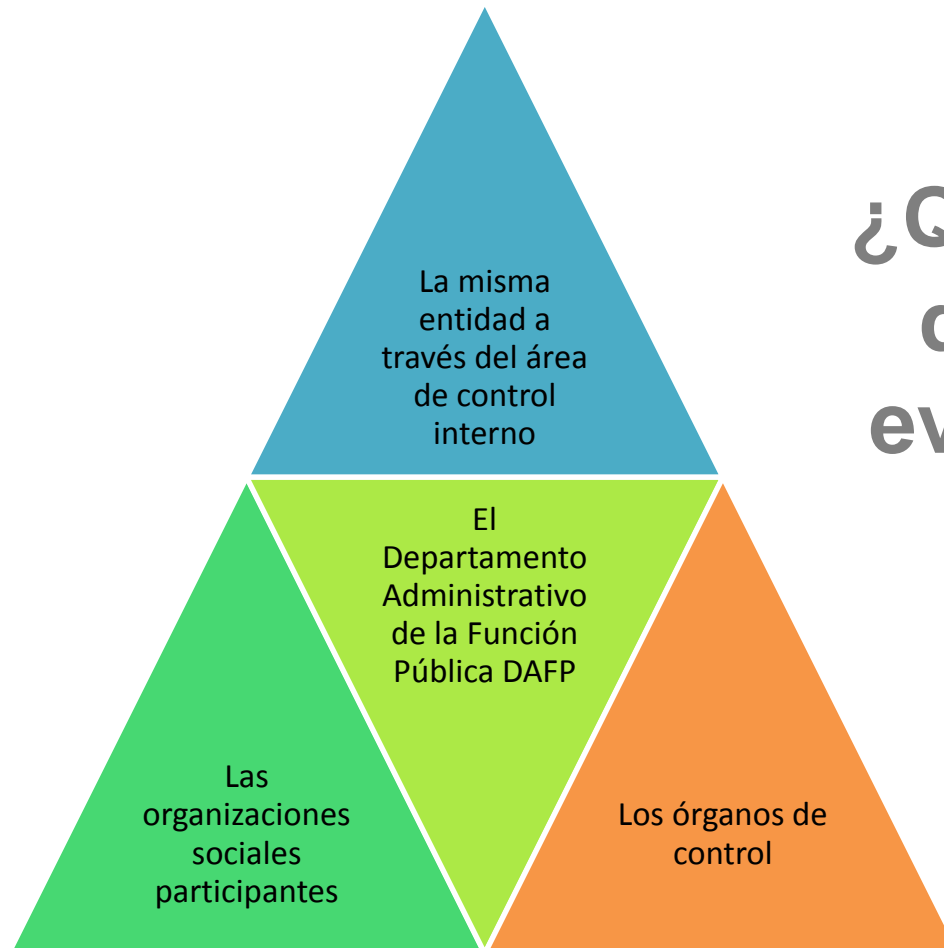 La misma
entidad a
través del área
de control
interno
¿Q
ev
El
Departamento
Administrativo
de la Función
Pública DAFP
Las
organizaciones
sociales
participantes
Los órganos de
control